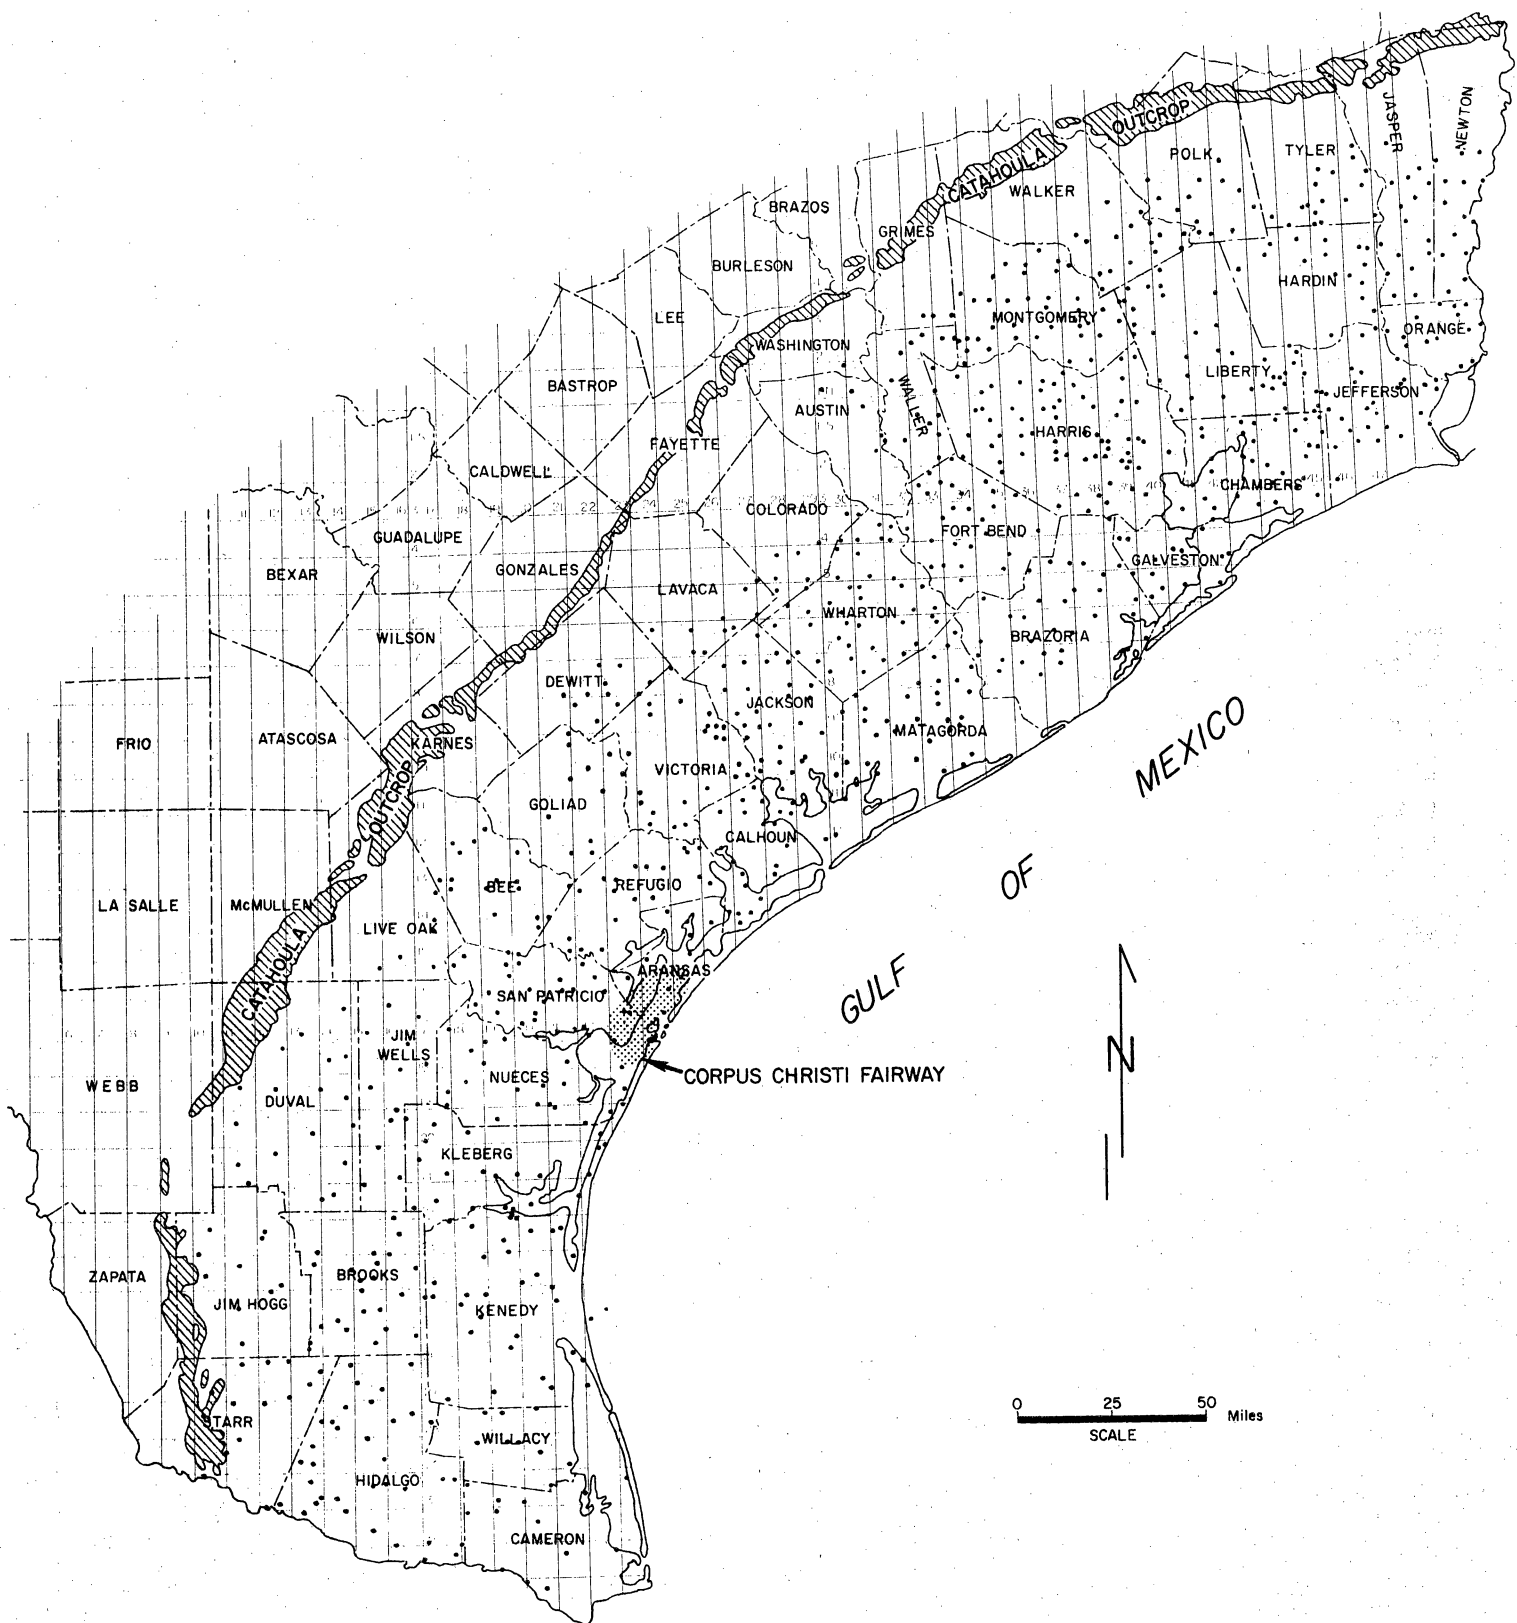 JASPER
NEWTON
OUTCROP
POLK
TYLER
CATAHOULA
WALKER
BRAZOS
GRIMES
BURLESON
HARDIN
LEE
MONTGOMERY
ORANGE
WASHINGTON
BASTROP
LIBERTY
JEFFERSON
WALLER
AUSTIN
HARRIS
FAYETTE
CALDWELL
CHAMBERS
COLORADO
FORT BEND
GUADALUPE
GALVESTON
BEXAR
GONZALES
LAVACA
WHARTON
WILSON
BRAZORIA
DEWITT
JACKSON
MATAGORDA
FRIO
ATASCOSA
KARNES
VICTORIA
GOLIAD
OUTCROP
CALHOUN
BEE
REFUGIO
LA SALLE
McMULLEN
LIVE OAK
CATAHOULA
ARANSAS
SAN PATRICIO
JIM
WELLS
NUECES
WEBB
DUVAL
CORPUS CHRISTI FAIRWAY
KLEBERG
GULF
OF
MEXICO
N
ZAPATA
BROOKS
JIM HOGG
KENEDY
STARR
WILLACY
HIDALGO
CAMERON
0 25 50 Miles
SCALE